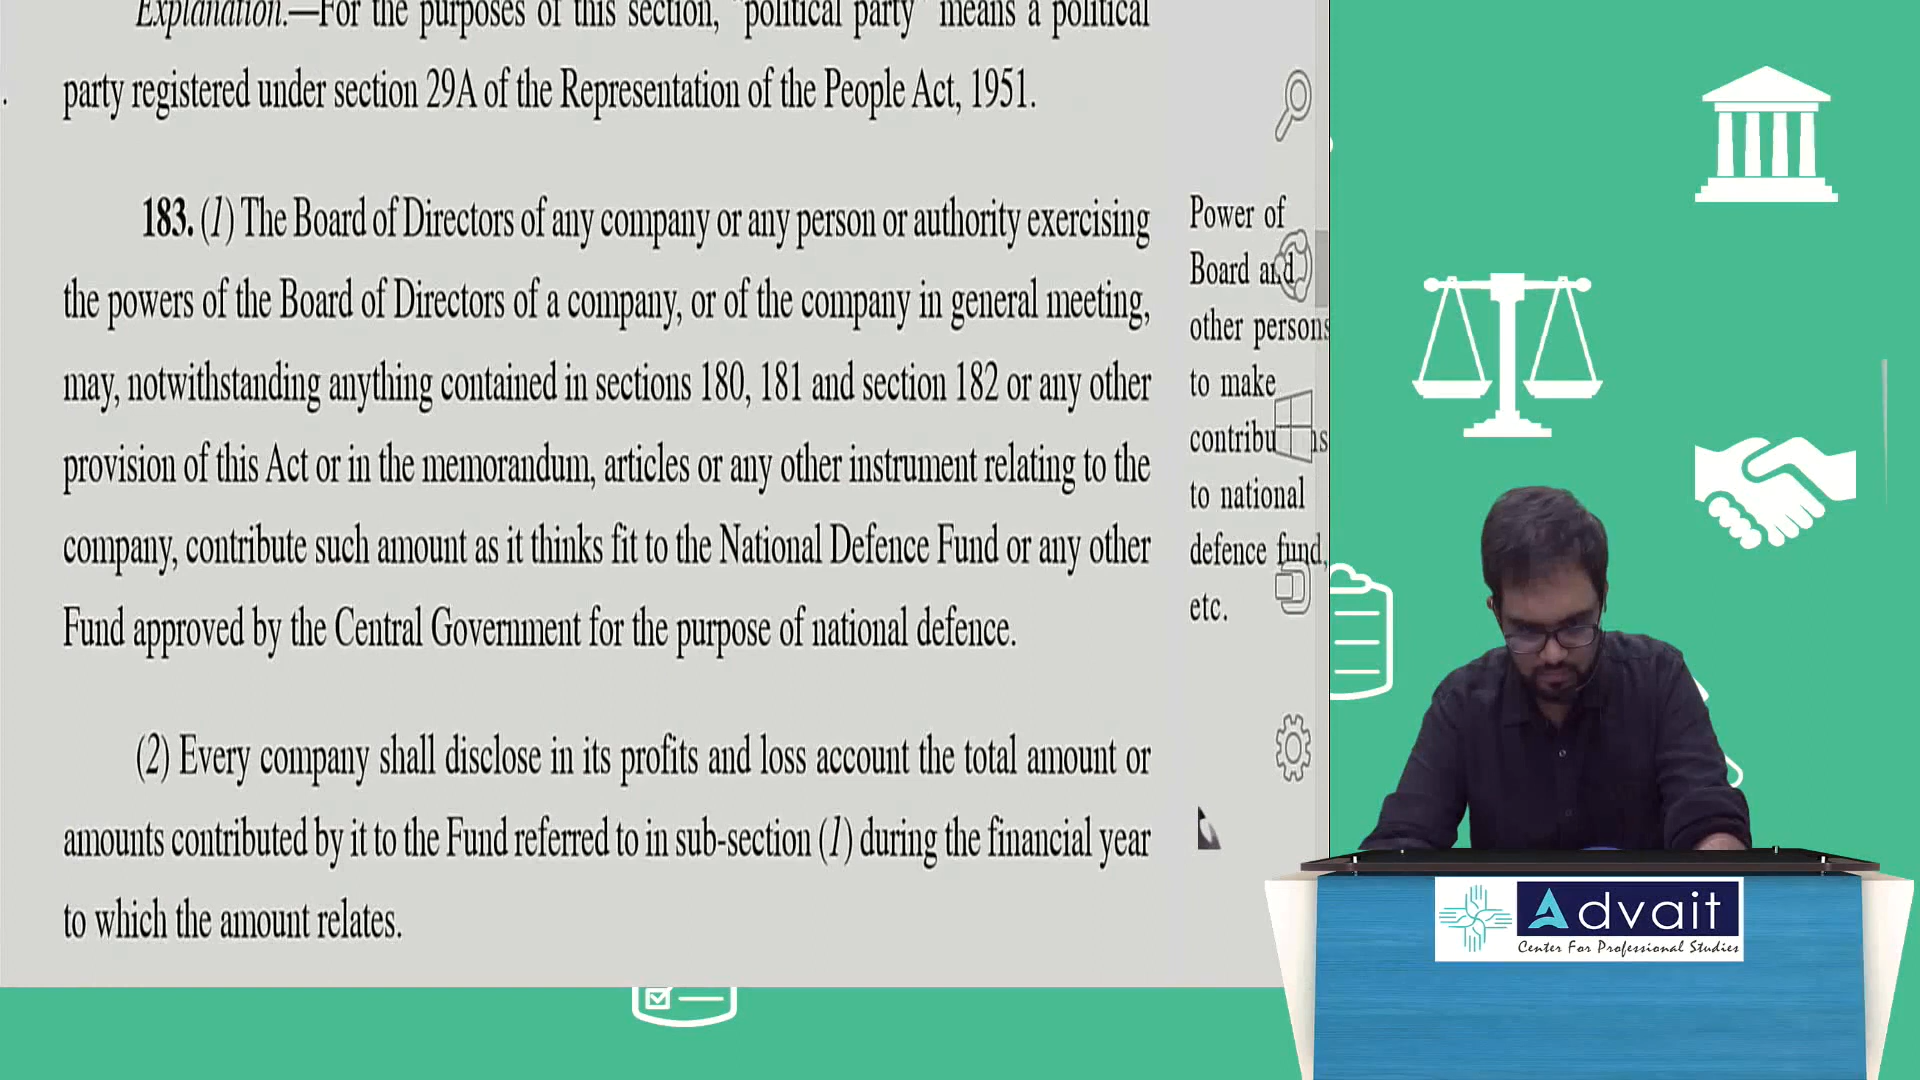 Explanation.—For the purposes of this section, "political party" means a political
party registered under section 29A of the Representation of the People Act, 1951.
183. (1) The Board of Directors of any company or any person or authority exercising
the powers of the Board of Directors of a company, or of the company in general meeting,
may, notwithstanding anything contained in sections 180, 181 and section 182 or any other
provision of this Act or in the memorandum, articles or any other instrument relating to the
company, contribute such amount as it thinks fit to the National Defence Fund or any other
Fund approved by the Central Government for the purpose of national defence.
Power of
Board and
other persons
to make
to national
defence fund,
etc.
(2) Every company shall disclose in its profits and loss account the total amount or
amounts contributed by it to the Fund referred to in sub-section (1) during the financial year
to which the amount relates.
Advait
Center For Professional Studies